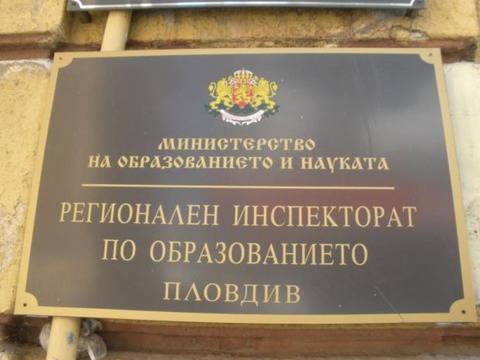 МИНИСТЕРСТВО
НА ОБРАЗОВАНИЕТО И НАУКАТА
РЕГИОНАЛЕН ИНСПЕКТОРАТ
ПО ОБРАЗОВАНИЕТО
ПЛОВДИВ